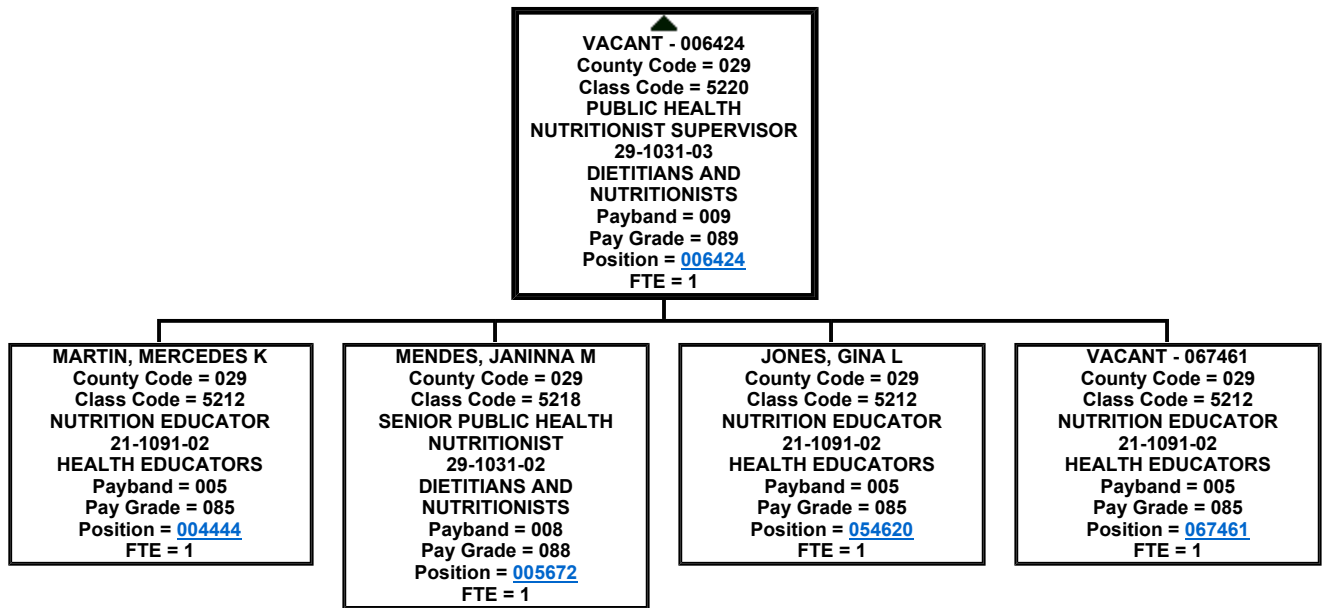 VACANT - 006424
County Code = 029
Class Code = 5220
PUBLIC HEALTH
NUTRITIONIST SUPERVISOR
29-1031-03
DIETITIANS AND
NUTRITIONISTS
Payband = 009
Pay Grade = 089
Position = 006424
FTE = 1
MARTIN, MERCEDES K
County Code = 029
Class Code = 5212
NUTRITION EDUCATOR
21-1091-02
HEALTH EDUCATORS
Payband = 005
Pay Grade = 085
Position = 004444
FTE = 1
MENDES, JANINNA M
County Code = 029
Class Code = 5218
SENIOR PUBLIC HEALTH
NUTRITIONIST
29-1031-02
DIETITIANS AND
NUTRITIONISTS
Payband = 008
Pay Grade = 088
Position = 005672
FTE = 1
JONES, GINA L
County Code = 029
Class Code = 5212
NUTRITION EDUCATOR
21-1091-02
HEALTH EDUCATORS
Payband = 005
Pay Grade = 085
Position = 054620
FTE = 1
VACANT - 067461
County Code = 029
Class Code = 5212
NUTRITION EDUCATOR
21-1091-02
HEALTH EDUCATORS
Payband = 005
Pay Grade = 085
Position = 067461
FTE = 1